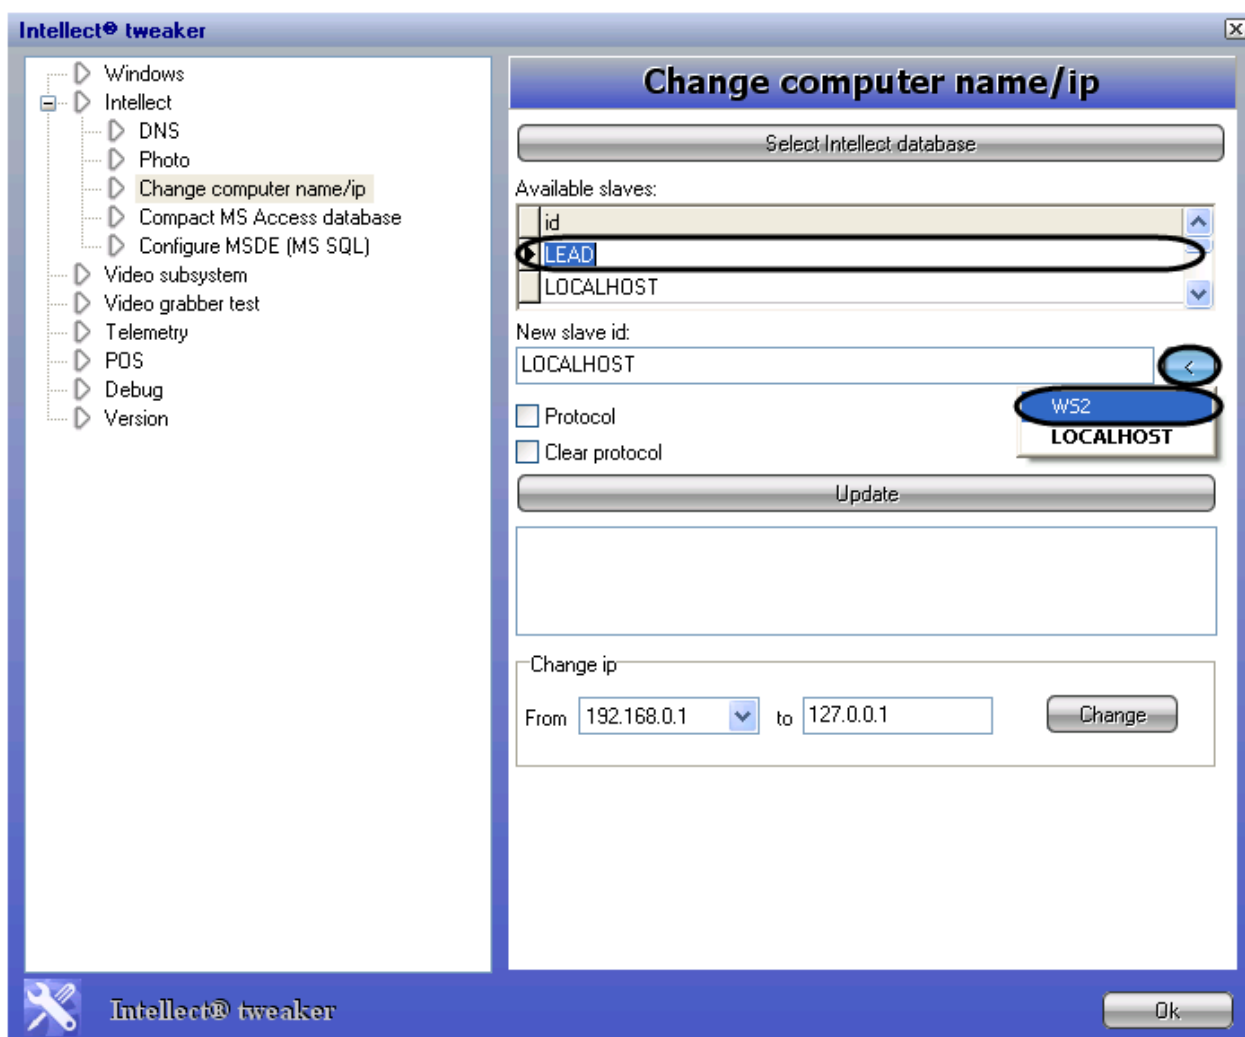 Intellect® tweaker
Windows
Intellect
DNS
Photo
Change computer name/ip
Compact MS Access database
Configure MSDE (MS SQL)
Video subsystem
Video grabber test
Telemetry
POS
Debug
Version
Change computer name/ip
Select Intellect database
Available slaves:
id
LEAD
LOCALHOST
New slave id:
LOCALHOST <
WS2
LOCALHOST
Protocol
Clear protocol
Update
Change ip
From 192.168.0.1 to 127.0.0.1 Change
Intellect® tweaker
Ok